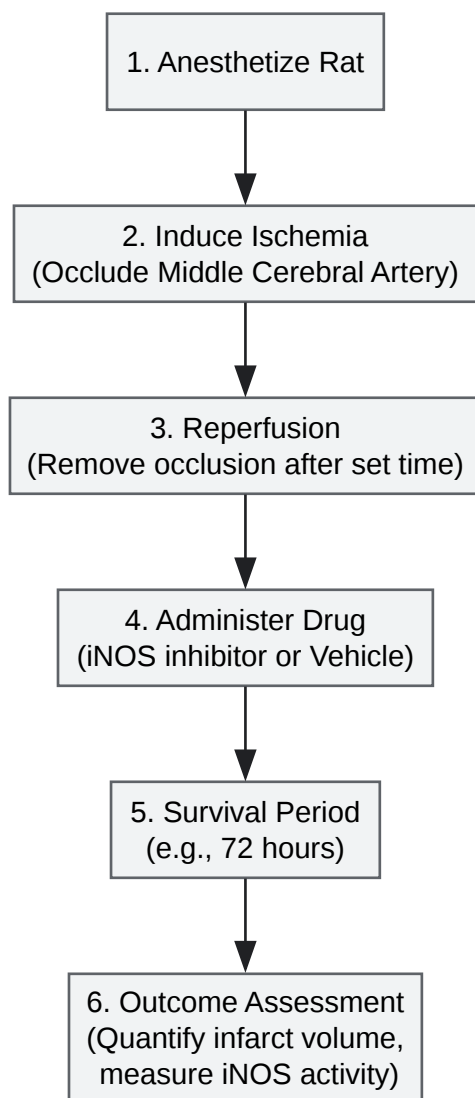 1. Anesthetize Rat
2. Induce Ischemia
(Occlude Middle Cerebral Artery)
3. Reperfusion
(Remove occlusion after set time)
4. Administer Drug
(iNOS inhibitor or Vehicle)
5. Survival Period
(e.g., 72 hours)
6. Outcome Assessment
(Quantify infarct volume,
measure iNOS activity)